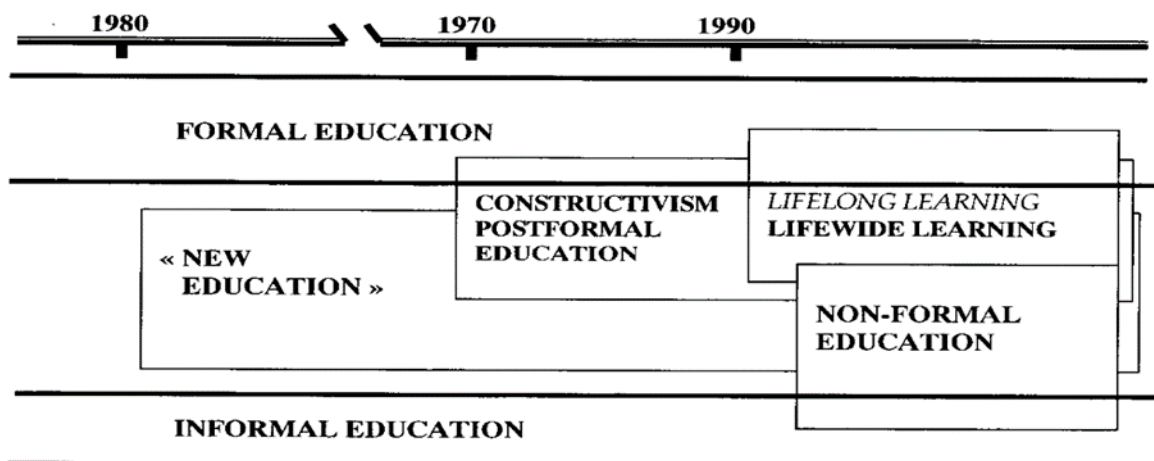 1980 1970 1990
FORMAL EDUCATION
CONSTRUCTIVISM
POSTFORMAL
EDUCATION
LIFELONG LEARNING
LIFEWIDE LEARNING
« NEW
EDUCATION »
NON-FORMAL
EDUCATION
INFORMAL EDUCATION